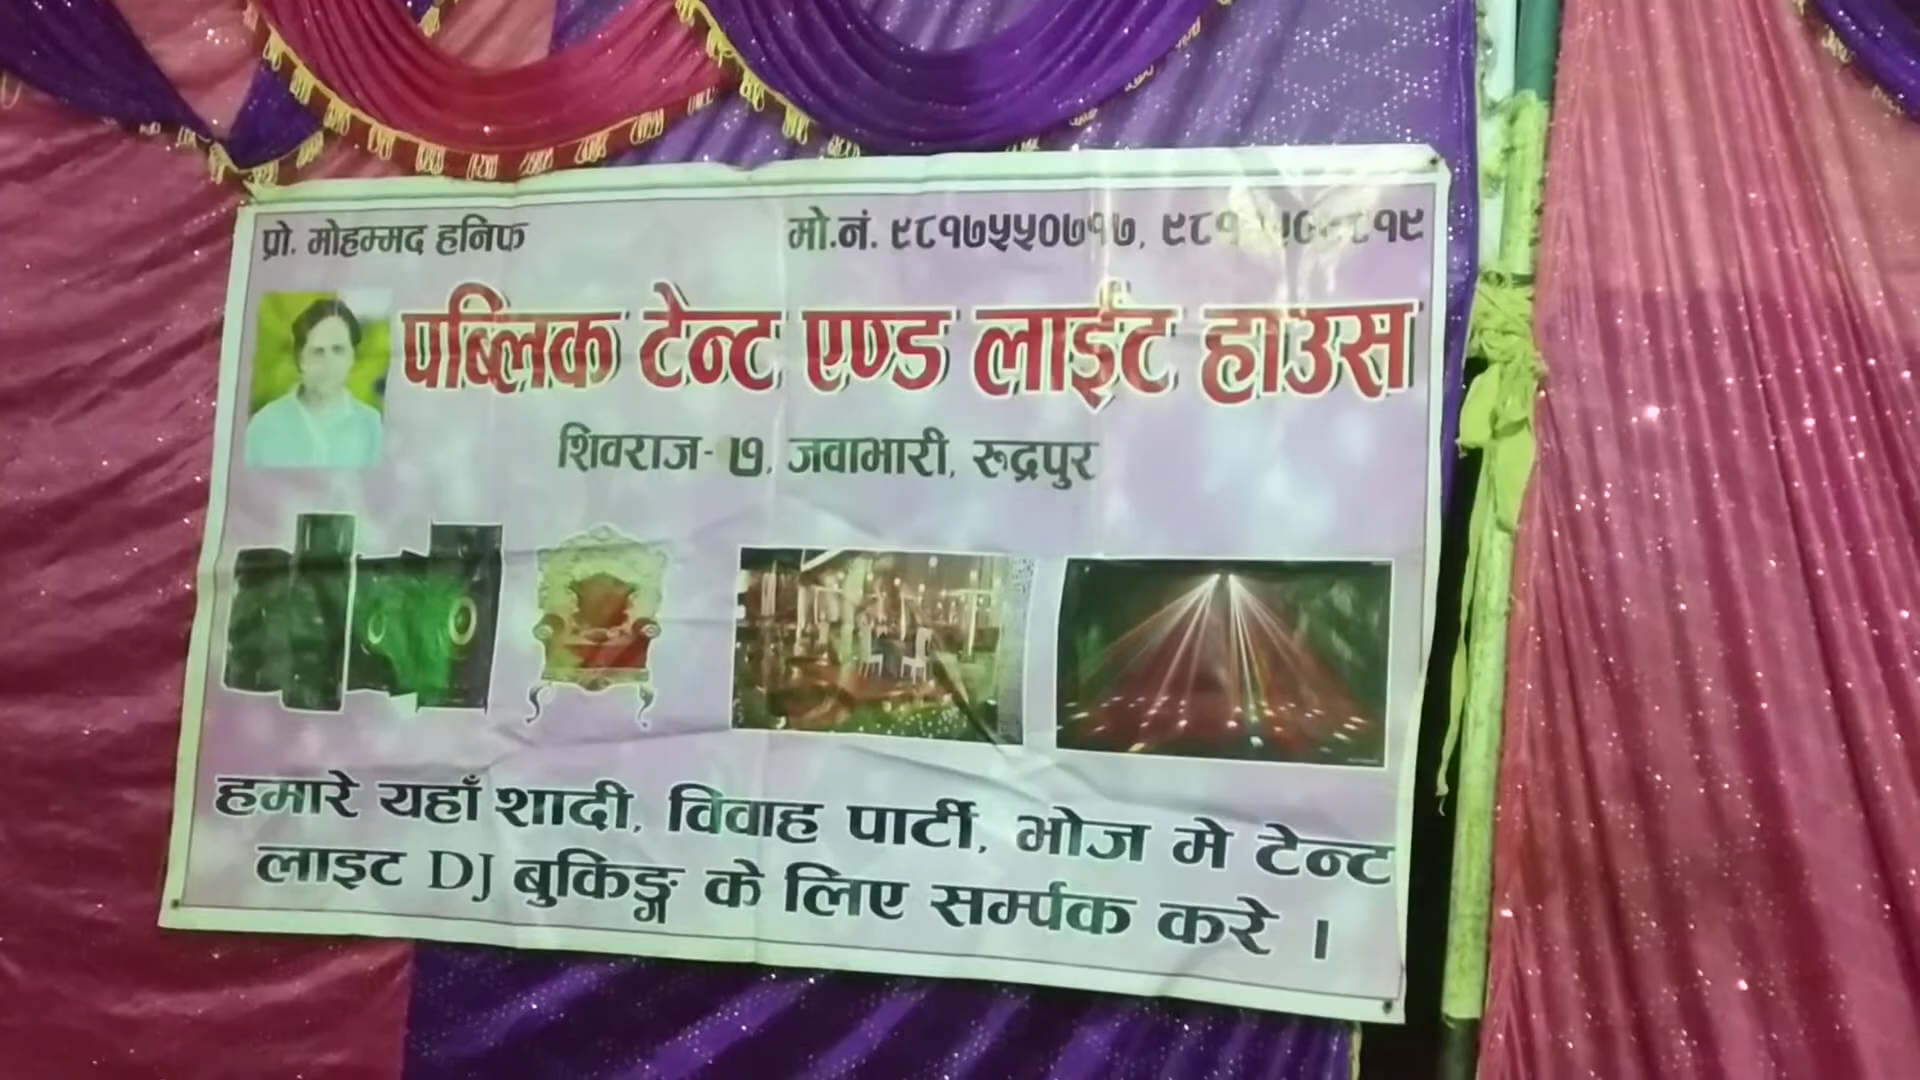 प्रो. मोहम्मद हनिफ
मो.नं. ९८१७५५०७१७,
पब्लिक टेन्ट एण्ड लाईट हाउस
शिवराज- ७, जवाभारी, रुद्रपुर
हमारे यहाँ शादी, विवाह पार्टी, भोज मे टेन्ट
लाइट DJ बुकिङ्ग के लिए सर्म्पक करे ।